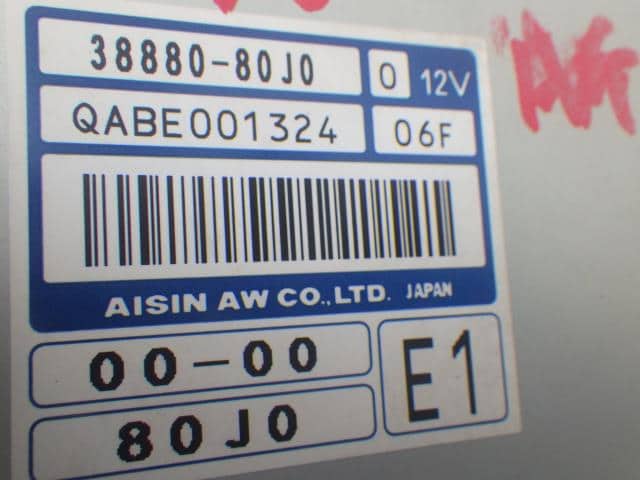 38880-80J0 0 12V
QABE001324 06F
AISIN AW CO.,LTD. JAPAN
00-00
80J0
E1